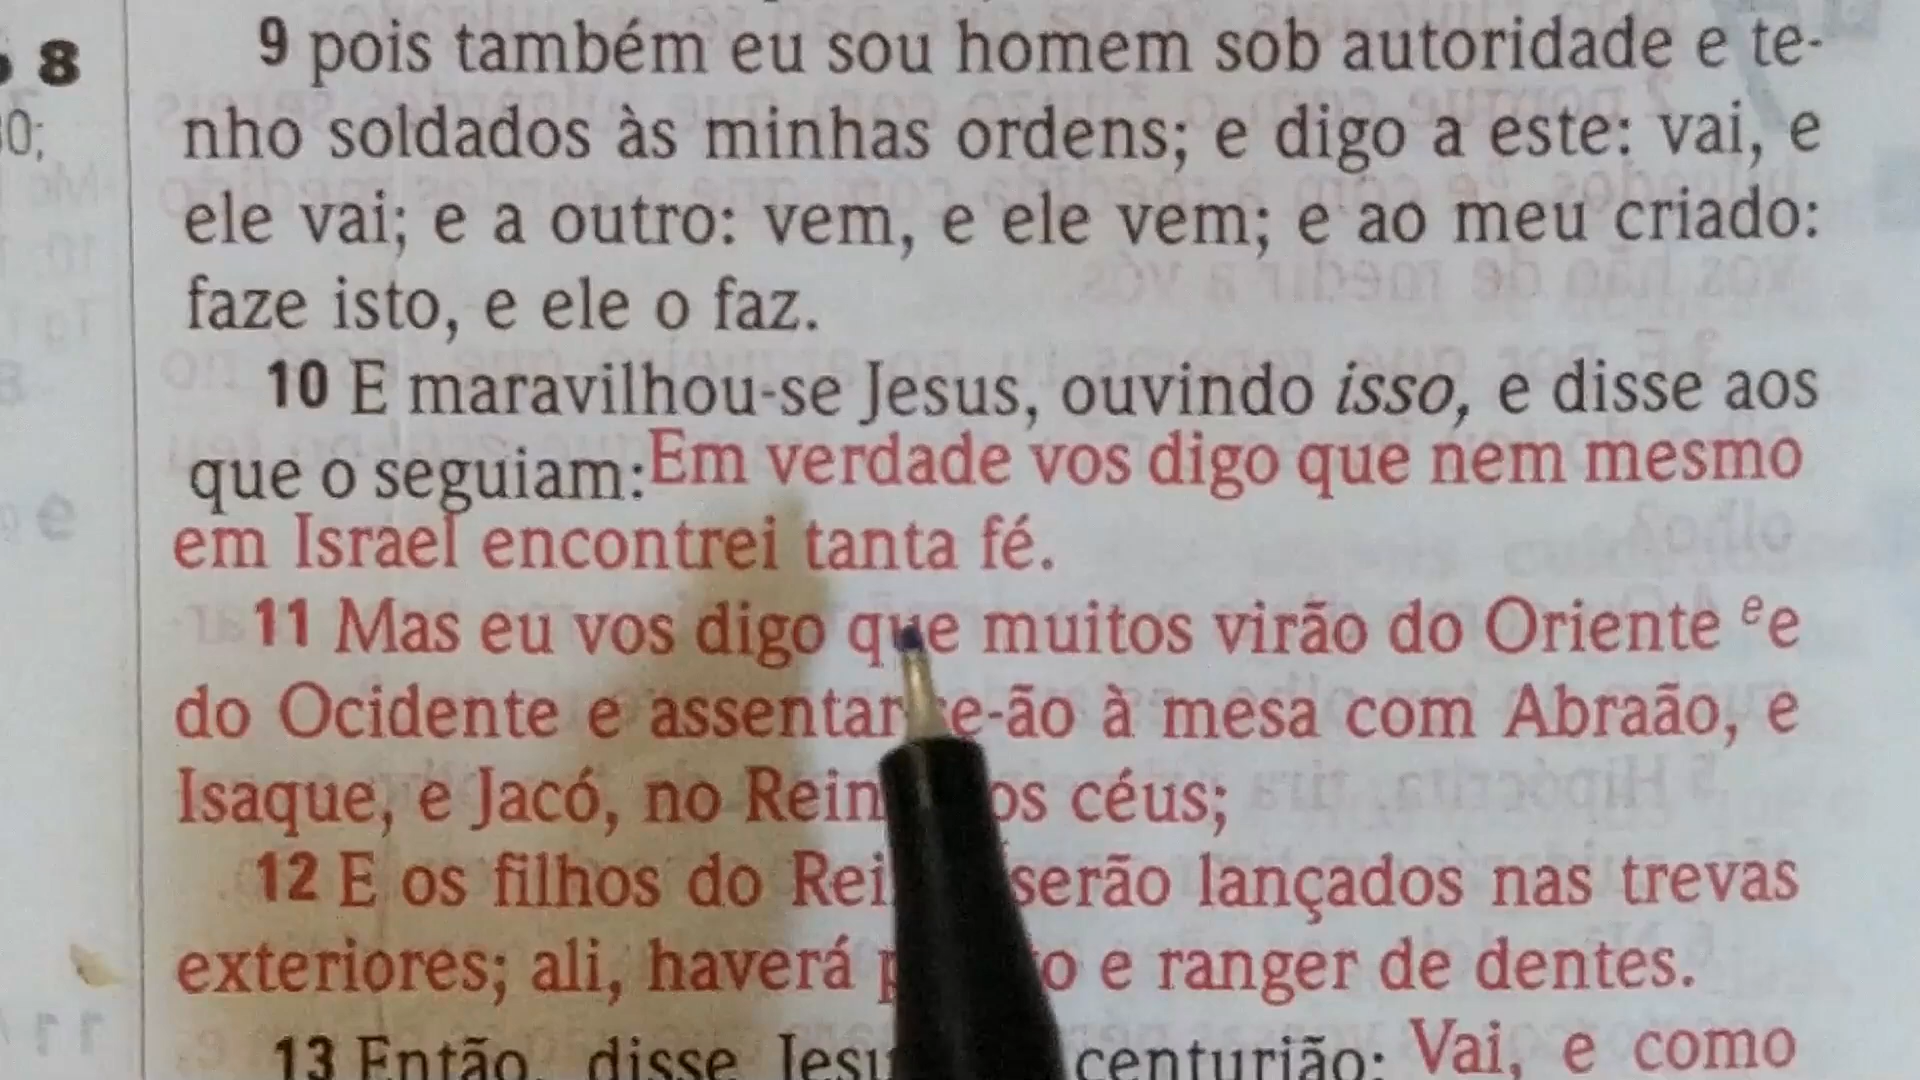 8
0;
9 pois também eu sou homem sob autoridade e te-
nho soldados às minhas ordens; e digo a este: vai, e
ele vai; e a outro: vem, e ele vem; e ao meu criado:
faze isto, e ele o faz.
10 E maravilhou-se Jesus, ouvindo isso, e disse aos
que o seguiam: Em verdade vos digo que nem mesmo
em Israel encontrei tanta fé.
11 Mas eu vos digo que muitos virão do Oriente e e
do Ocidente e e-ão à mesa com Abraão, e
Isaque, e Jacó, no céus;
12 E os filhos do serão lançados nas trevas
exteriores; ali, haverá e ranger de dentes.
13 Então, disse centurião: Vai, e como